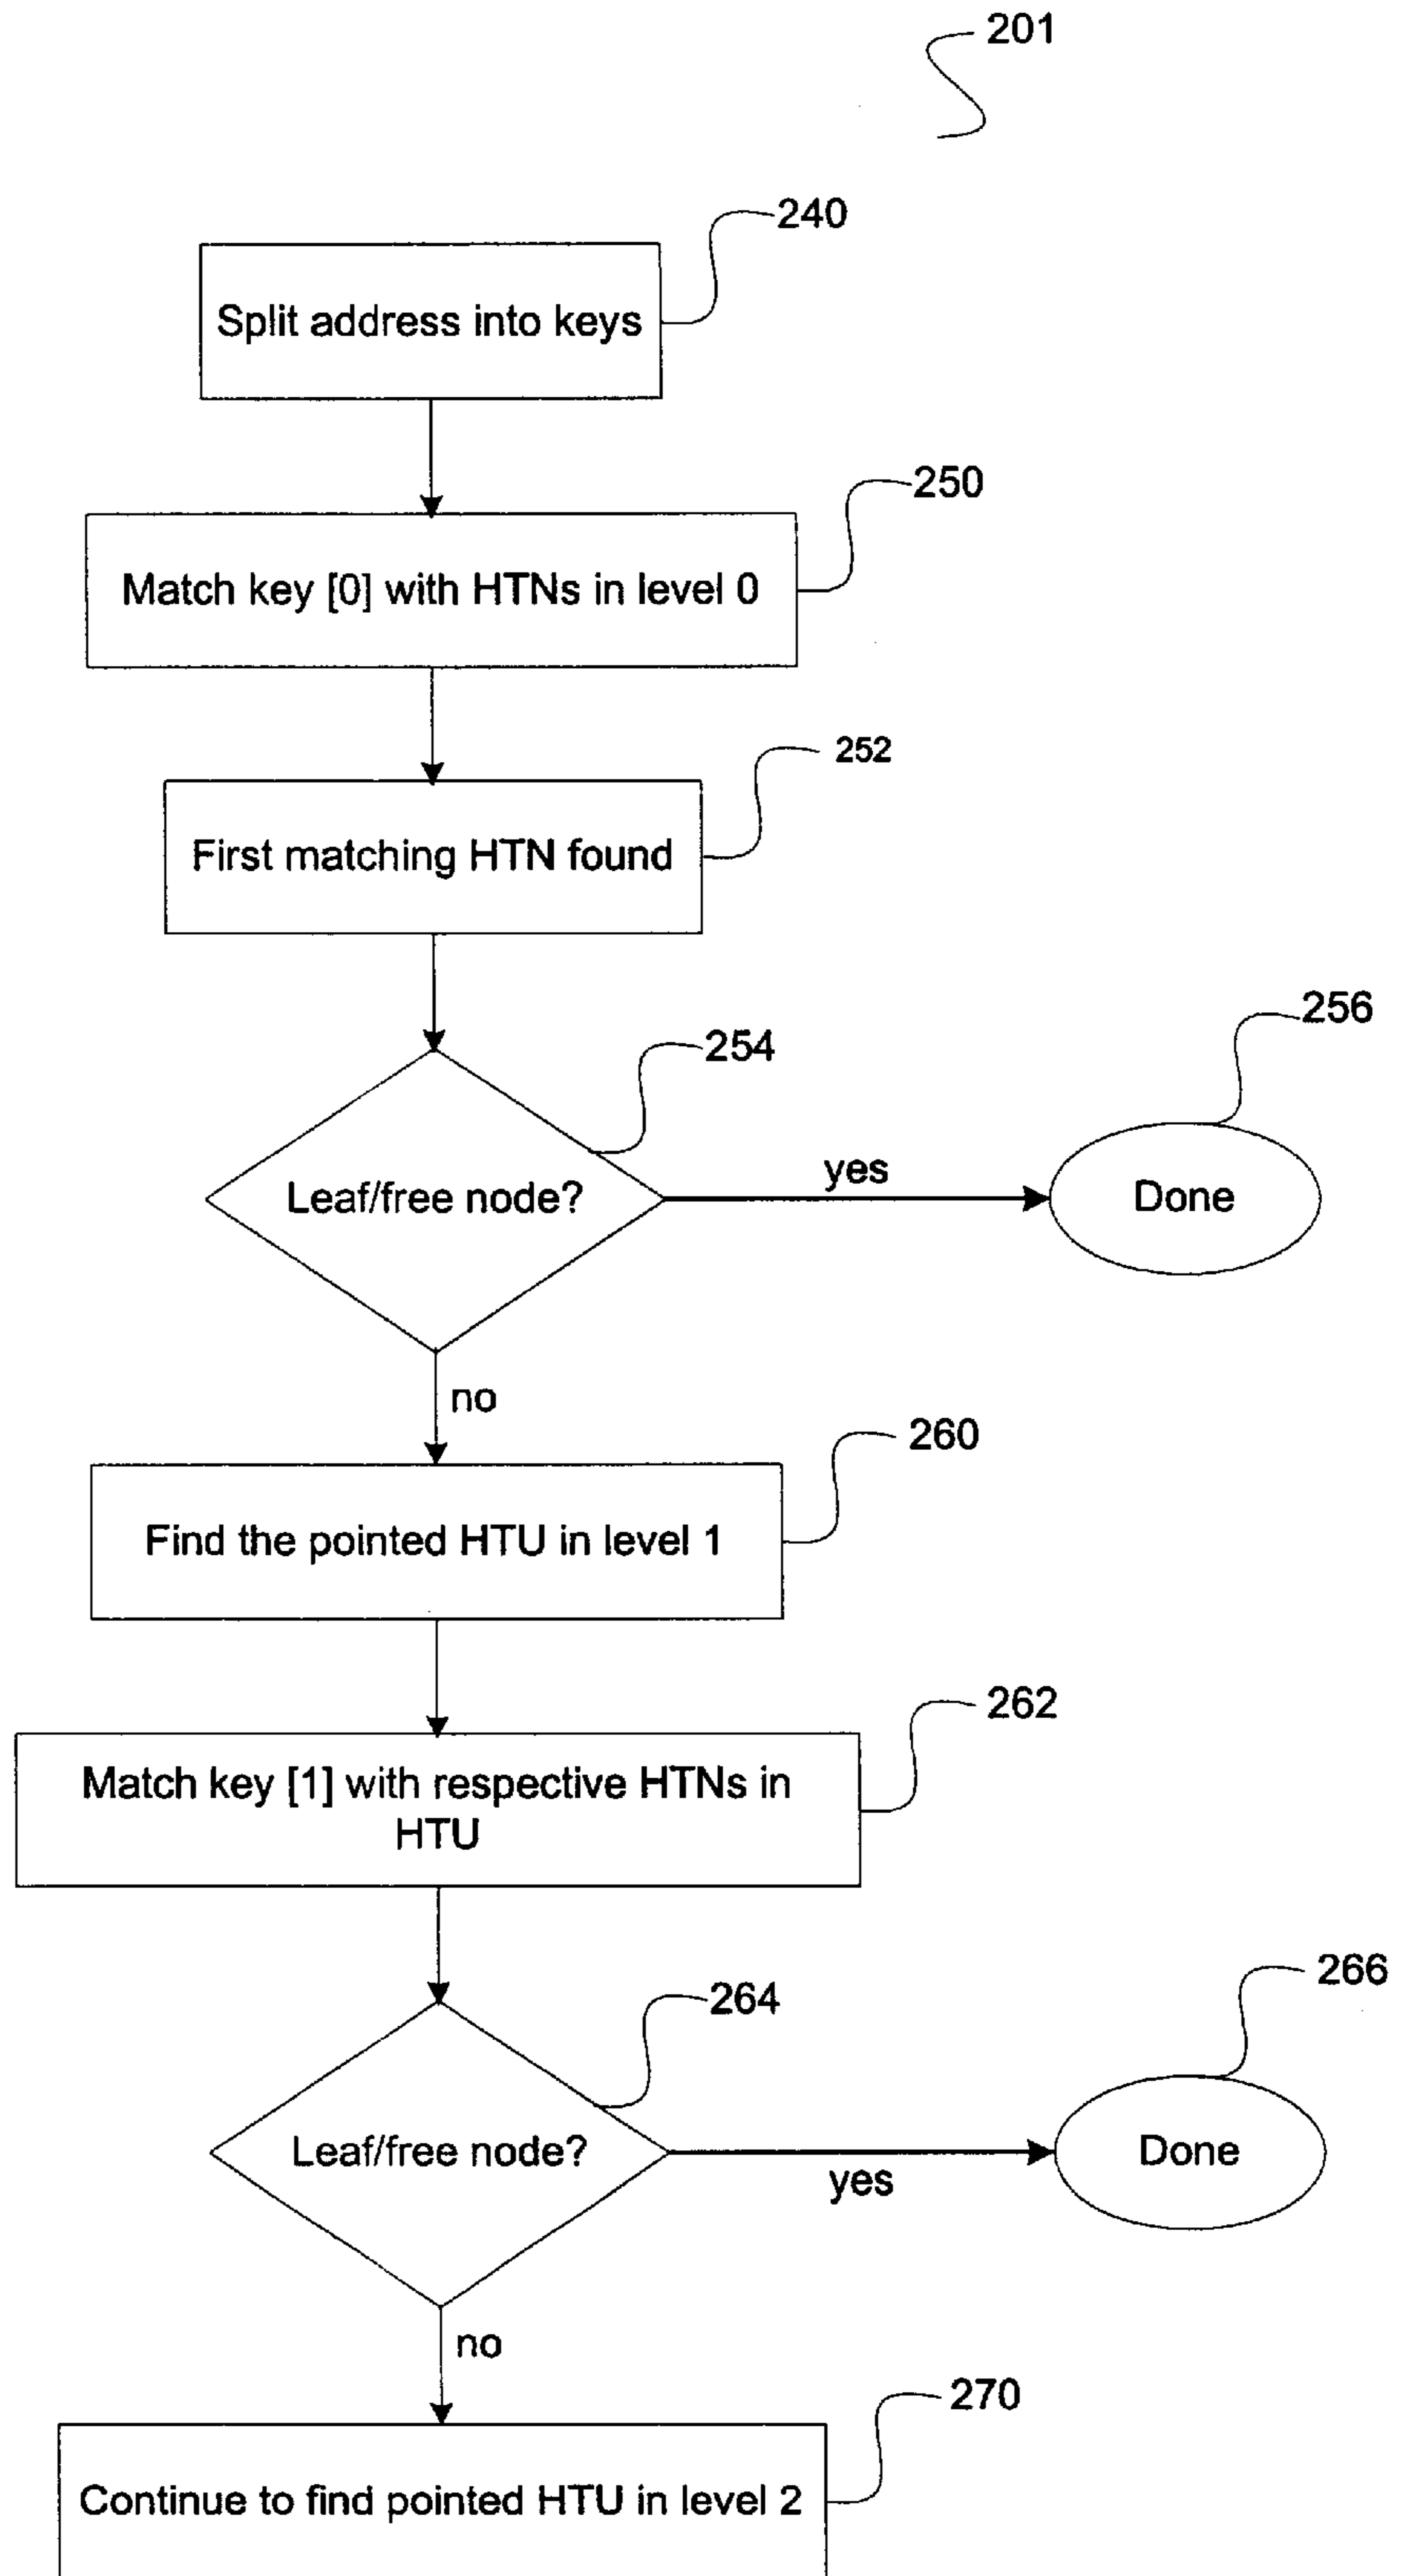 201
240
Split address into keys
250
Match key [0] with HTNs in level 0
252
First matching HTN found
254
256
Leaf/free node?
yes
Done
no
260
Find the pointed HTU in level 1
262
Match key [1] with respective HTNs in
HTU
264
266
Leaf/free node?
yes
Done
no
270
Continue to find pointed HTU in level 2